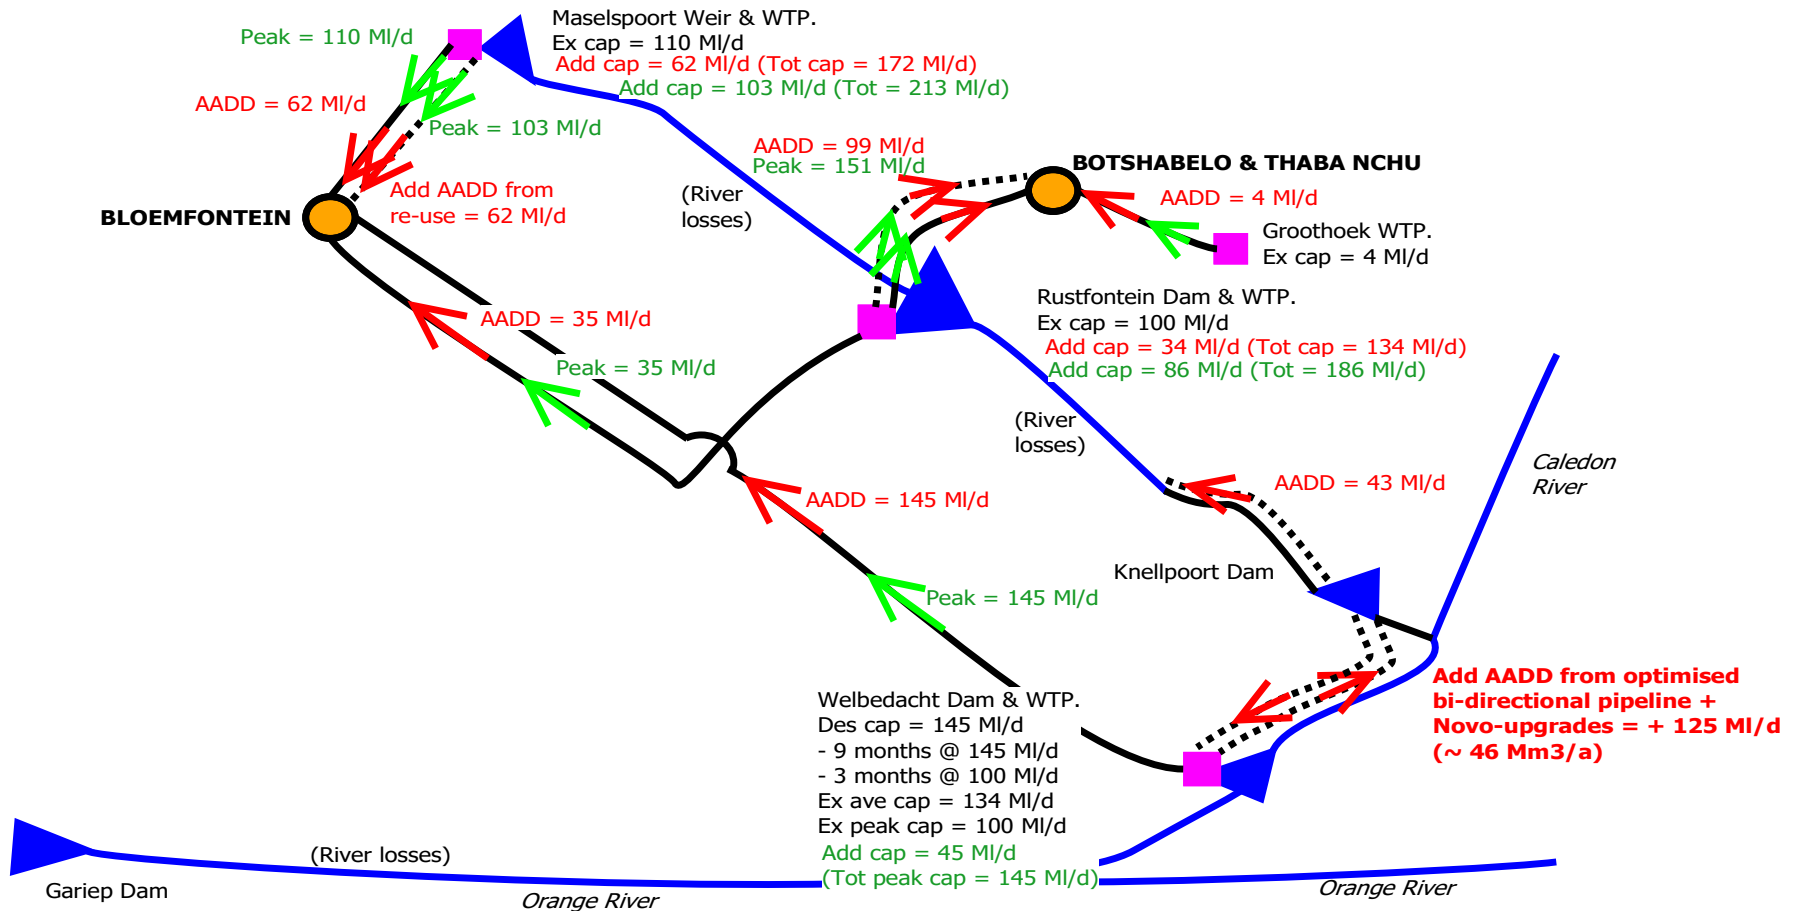 Maselspoort Weir & WTP.
Ex cap = 110 Ml/d
Add cap = 62 Ml/d (Tot cap = 172 Ml/d)
Add cap = 103 Ml/d (Tot = 213 Ml/d)
Peak = 110 Ml/d
AADD = 62 Ml/d
Peak = 103 Ml/d
Add AADD from
re-use = 62 Ml/d
BLOEMFONTEIN
(River
losses)
AADD = 99 Ml/d
Peak = 151 Ml/d
BOTSHABELO & THABA NCHU
AADD = 4 Ml/d
Groothoek WTP.
Ex cap = 4 Ml/d
Rustfontein Dam & WTP.
Ex cap = 100 Ml/d
Add cap = 34 Ml/d (Tot cap = 134 Ml/d)
Add cap = 86 Ml/d (Tot = 186 Ml/d)
AADD = 35 Ml/d
Peak = 35 Ml/d
(River
losses)
Caledon
River
AADD = 43 Ml/d
AADD = 145 Ml/d
Knellpoort Dam
Peak = 145 Ml/d
Add AADD from optimised
bi-directional pipeline +
Novo-upgrades = + 125 Ml/d
(~ 46 Mm3/a)
Welbedacht Dam & WTP.
Des cap = 145 Ml/d
- 9 months @ 145 Ml/d
- 3 months @ 100 Ml/d
Ex ave cap = 134 Ml/d
Ex peak cap = 100 Ml/d
Add cap = 45 Ml/d
(Tot peak cap = 145 Ml/d)
(River losses)
Gariep Dam
Orange River
Orange River